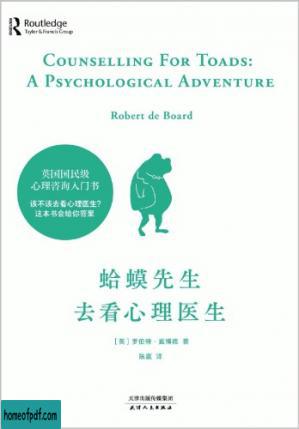 Routledge
Taylor & Francis Group
COUNSELLING FOR TOADS:
A PSYCHOLOGICAL ADVENTURE
Robert de Board
英国国民级
心理咨询入门书
该不该去看心理医生？
这本书会给你答案
蛤蟆先生
去看心理医生
［英］罗伯特·戴博德 著
陈赢 译
天津出版传媒集团
天津人民出版社
homeofpdf.com